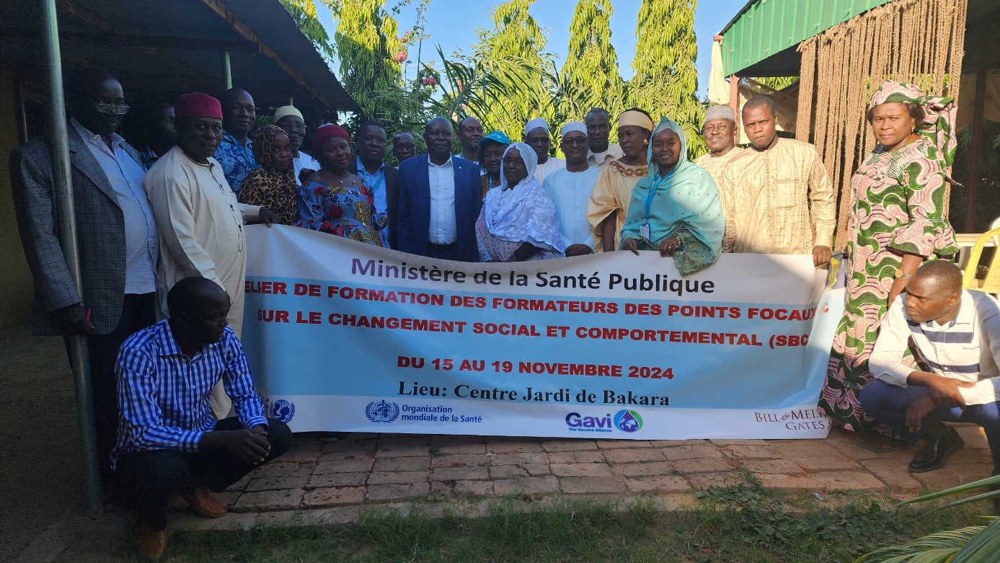 Ministère de la Santé Publique
ELIER DE FORMATION DES FORMATEURS DES POINTS FOCAUX C
SUR LE CHANGEMENT SOCIAL ET COMPORTEMENTAL (SBC
DU 15 AU 19 NOVEMBRE 2024
Lieu: Centre Jardi de Bakara
Organisation
mondiale de la Santé
Gavi
The Vaccine Alliance
BILL & MEL
GATES